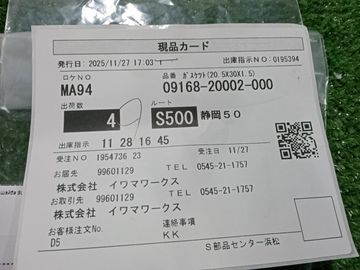 現品カード
発行日: 2025/11/27 17:03 出庫指示NO: 0195394
ロケNO 品番 ガスケット(20.5X30X1.5)
MA94 09168-20002-000
出荷数 ルート
4 S500 静岡50
出庫指示 11 28 16 45
受注NO 1954736 23 受注日 11/27
お届先 99601129 TEL 0545-21-1757
株式会社 イワマワークス
お取引先 99601129 TEL 0545-21-1757
株式会社 イワマワークス
お客様注文No. 連絡事項
D5 KK
S部品センター浜松